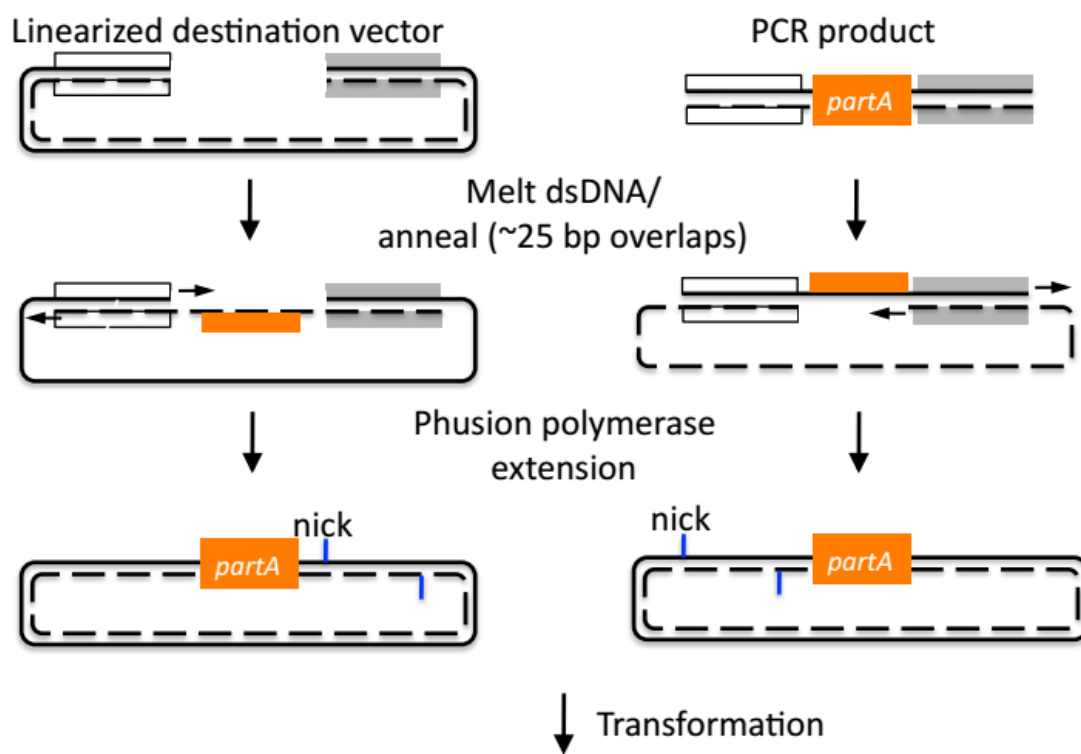 Linearized destination vector
PCR product
partA
Melt dsDNA/
anneal (~25 bp overlaps)
Phusion polymerase
extension
nick
partA
nick
partA
Transformation